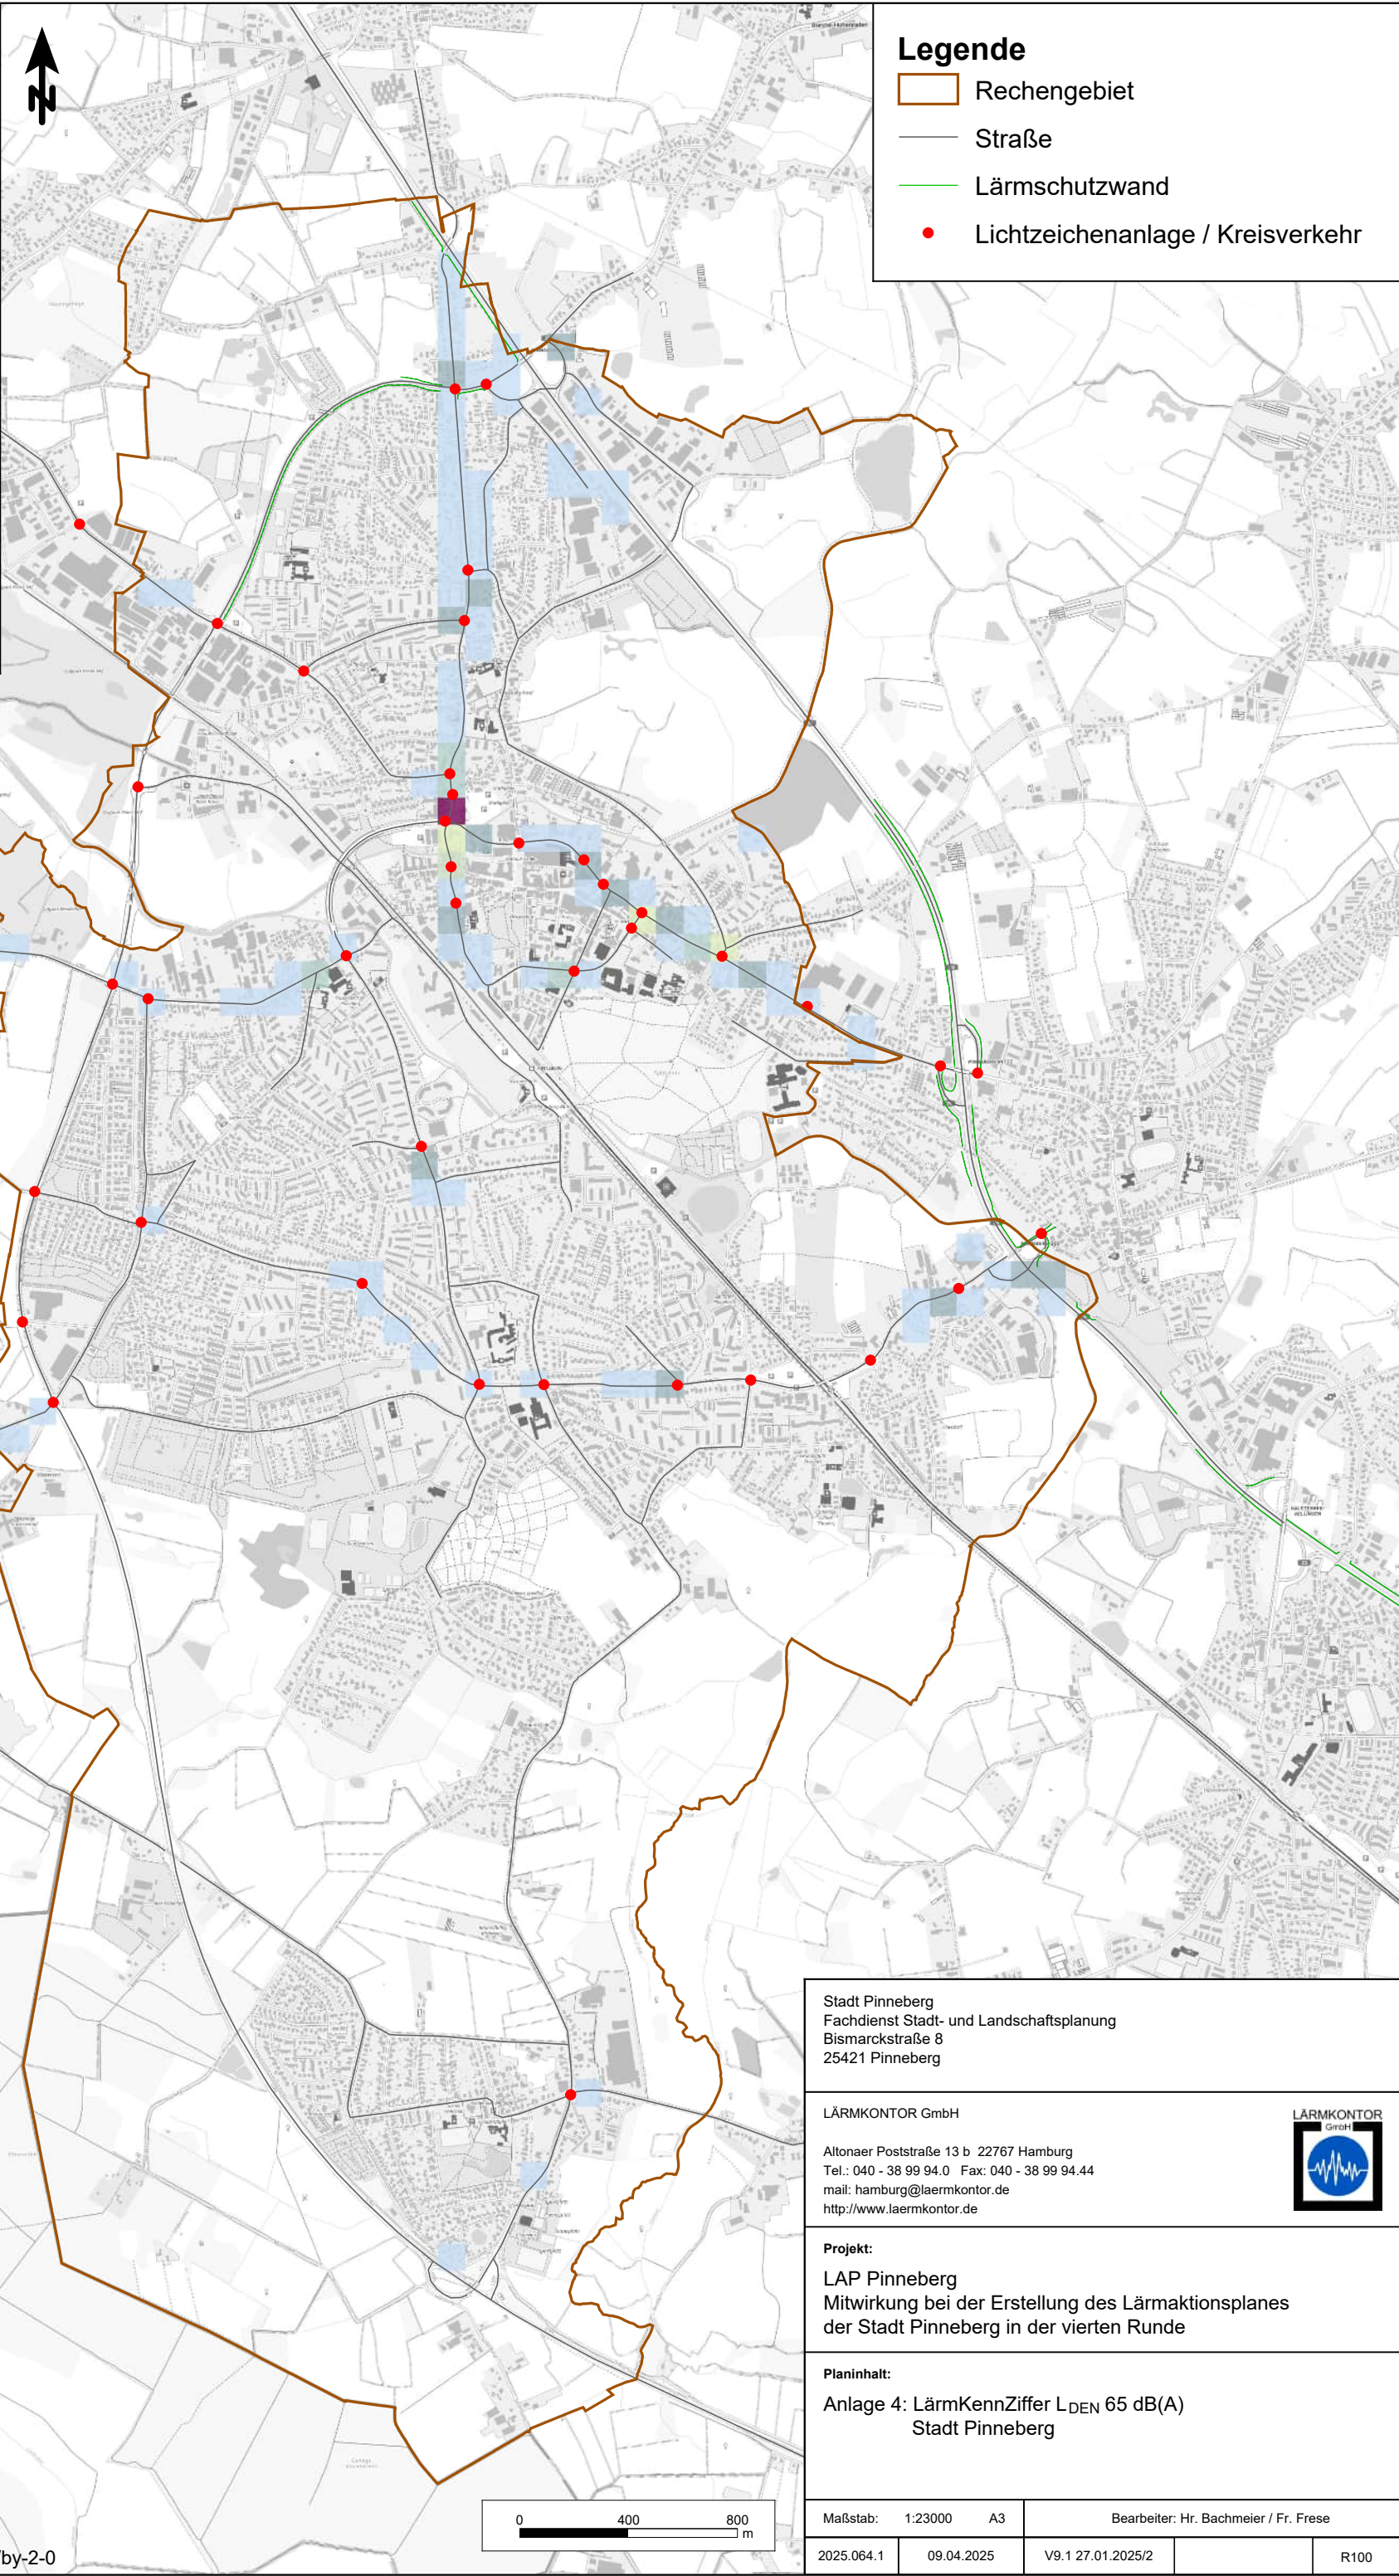 N
Legende
Rechengebiet
Straße
Lärmschutzwand
Lichtzeichenanlage / Kreisverkehr
Stadt Pinneberg
Fachdienst Stadt- und Landschaftsplanung
Bismarckstraße 8
25421 Pinneberg
LÄRMKONTOR GmbH
Altonaer Poststraße 13 b 22767 Hamburg
Tel.: 040 - 38 99 94.0 Fax: 040 - 38 99 94.44
mail: hamburg@laermkontor.de
http://www.laermkontor.de
LÄRMKONTOR
GmbH
Projekt:
LAP Pinneberg
Mitwirkung bei der Erstellung des Lärmaktionsplanes
der Stadt Pinneberg in der vierten Runde
Planinhalt:
Anlage 4: LärmKennZiffer LDEN 65 dB(A)
Stadt Pinneberg
0 400 800
m
Maßstab: 1:23000 A3 Bearbeiter: Hr. Bachmeier / Fr. Frese
2025.064.1 09.04.2025 V9.1 27.01.2025/2 R100
/by-2-0